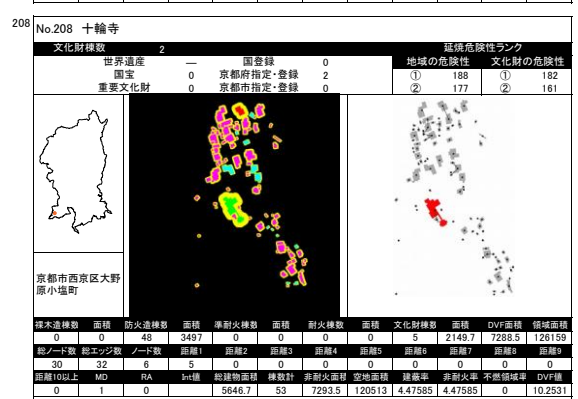 208
No.208 十輪寺
文化財棟数 2 延焼危険性ランク
世界遺産 ― 国登録 0 地域の危険性 文化財の危険性
国宝 0 京都府指定・登録 2 ① 188 ① 182
重要文化財 0 京都市指定・登録 0 ② 177 ② 161
京都市西京区大野
原小塩町
裸木造棟数 面積 防火造棟数 面積 準耐火棟数 面積 耐火棟数 面積 文化財棟数 面積 DVF面積 領域面積
0 0 48 3497 0 0 0 0 5 2149.7 7288.5 126159
総ノード数 総エッジ数 ノード数 距離1 距離2 距離3 距離4 距離5 距離6 距離7 距離8 距離9
30 32 6 5 0 0 0 0 0 0 0 0
距離10以上 MD RA Int値 総建物面積 棟数計 非耐火面積 空地面積 建蔽率 非耐火率 不燃領域率 DVF値
0 1 0 5646.7 53 7293.5 120513 4.47585 4.47585 0 10.2531